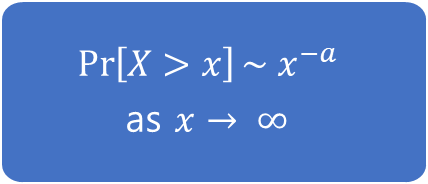 Pr[X > x] ~ x⁻ᵃ
as x → ∞